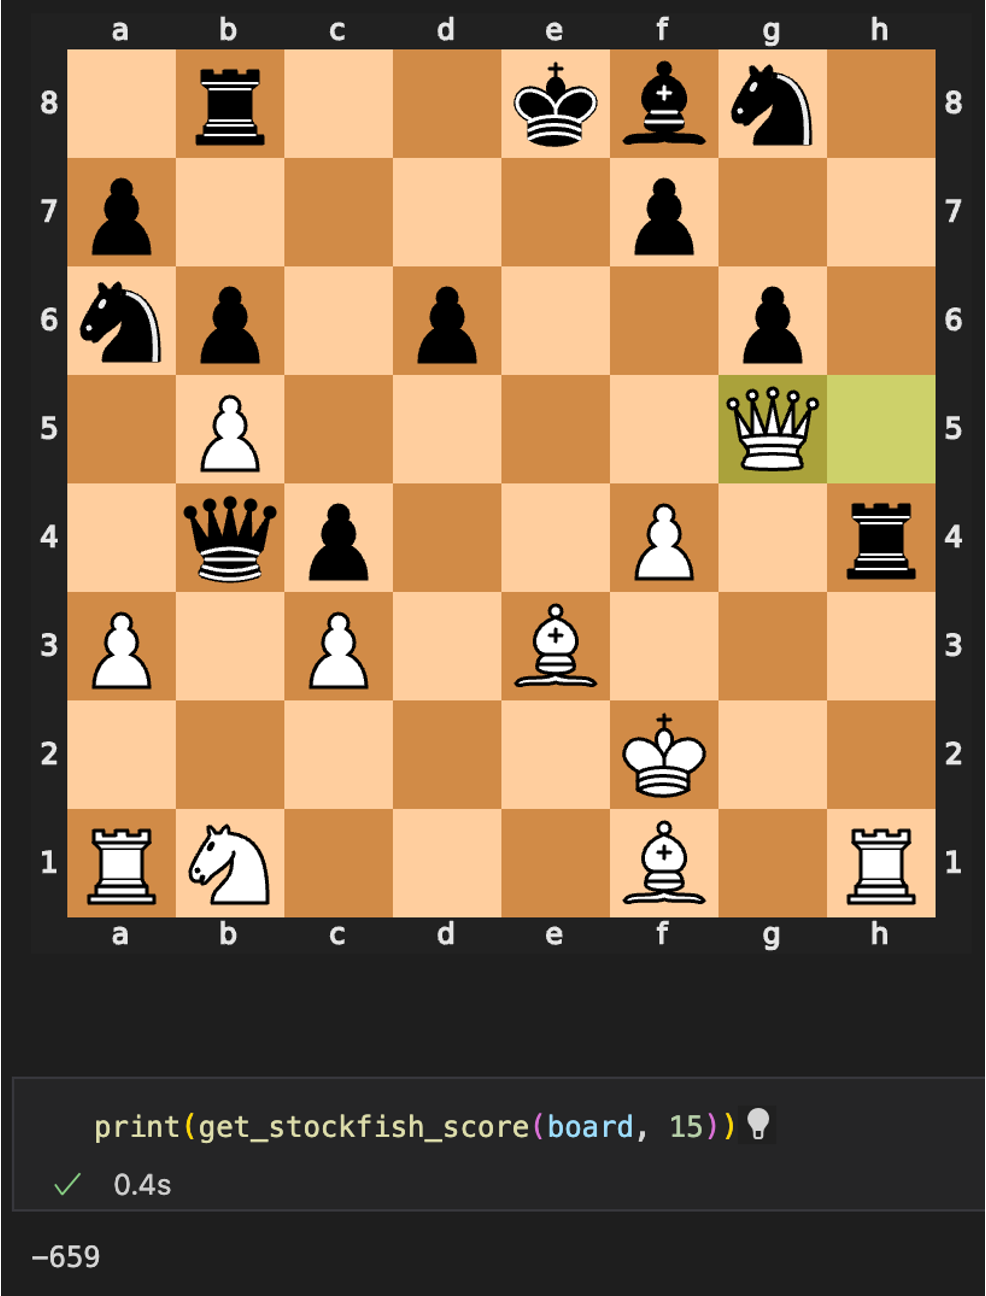 a b c d e f g h
8 8
7 7
6 6
5 5
4 4
3 3
2 2
1 1
a b c d e f g h
print(get_stockfish_score(board, 15))
0.4s
−659